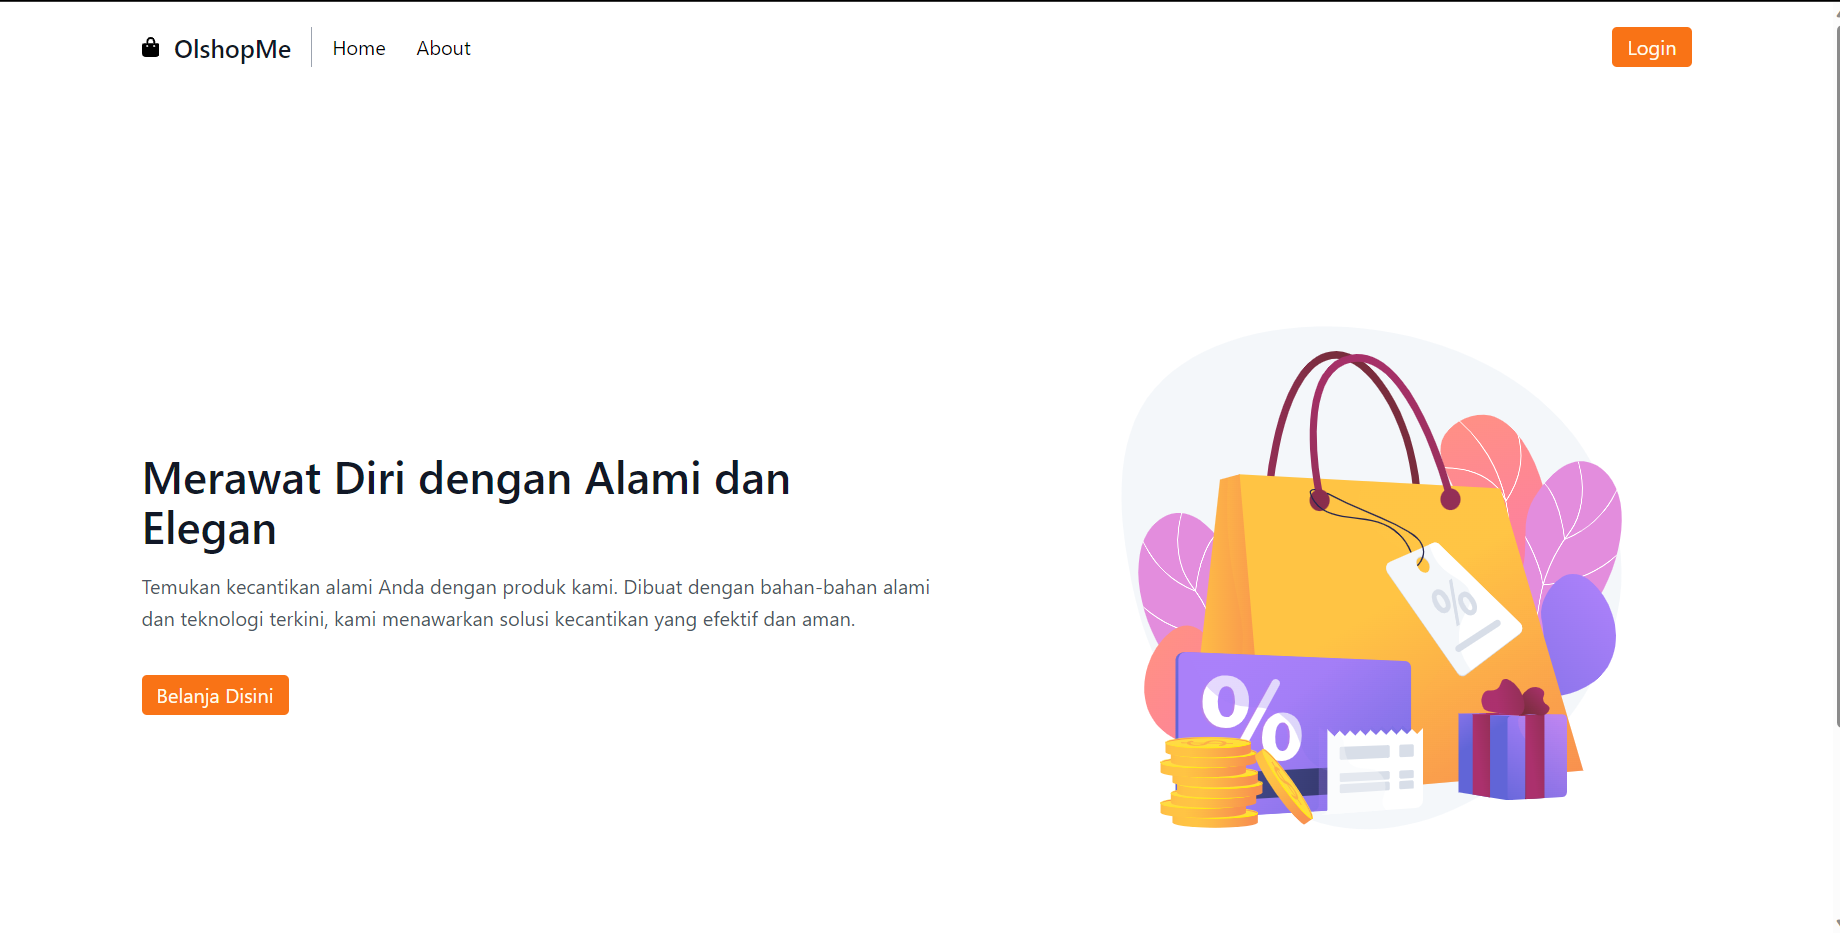 OlshopMe
Home
About
Login
Merawat Diri dengan Alami dan
Elegan
Temukan kecantikan alami Anda dengan produk kami. Dibuat dengan bahan-bahan alami
dan teknologi terkini, kami menawarkan solusi kecantikan yang efektif dan aman.
Belanja Disini
%
%